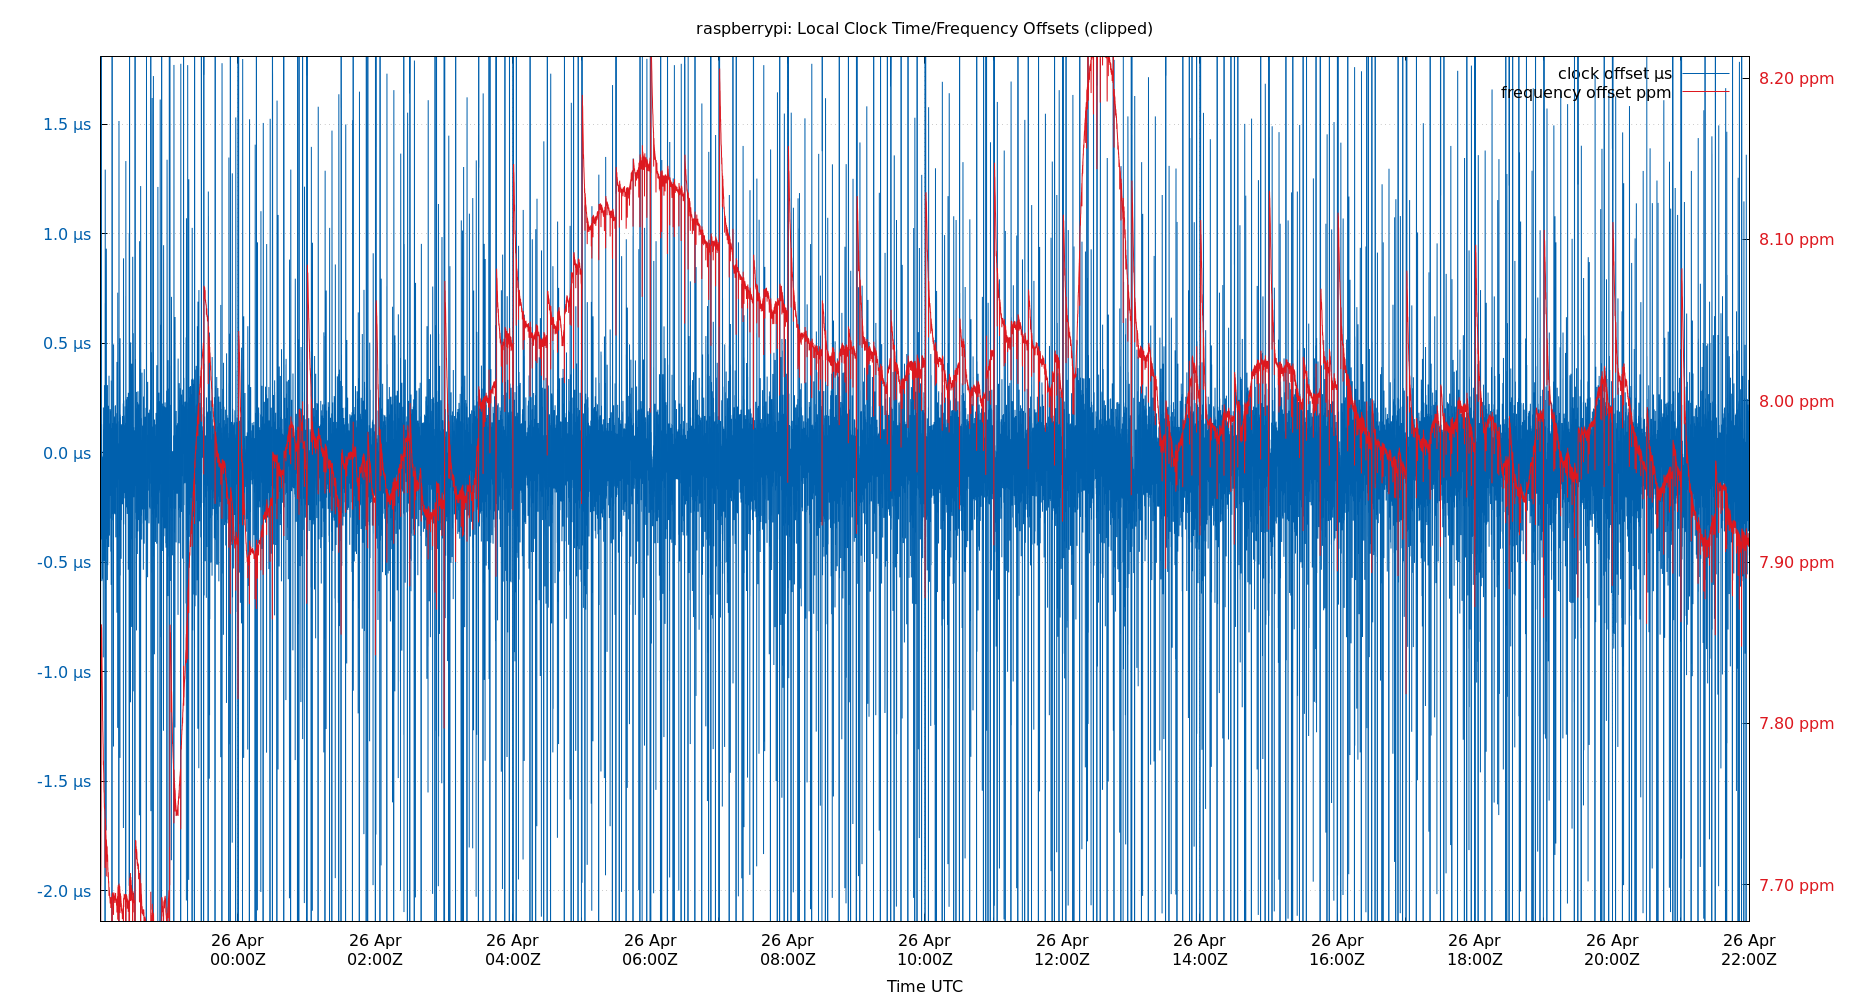 raspberrypi: Local Clock Time/Frequency Offsets (clipped)
clock offset µs
frequency offset ppm
1.5 µs
1.0 µs
0.5 µs
0.0 µs
-0.5 µs
-1.0 µs
-1.5 µs
-2.0 µs
8.20 ppm
8.10 ppm
8.00 ppm
7.90 ppm
7.80 ppm
7.70 ppm
26 Apr 26 Apr 26 Apr 26 Apr 26 Apr 26 Apr 26 Apr 26 Apr 26 Apr 26 Apr 26 Apr 26 Apr
00:00Z 02:00Z 04:00Z 06:00Z 08:00Z 10:00Z 12:00Z 14:00Z 16:00Z 18:00Z 20:00Z 22:00Z
Time UTC